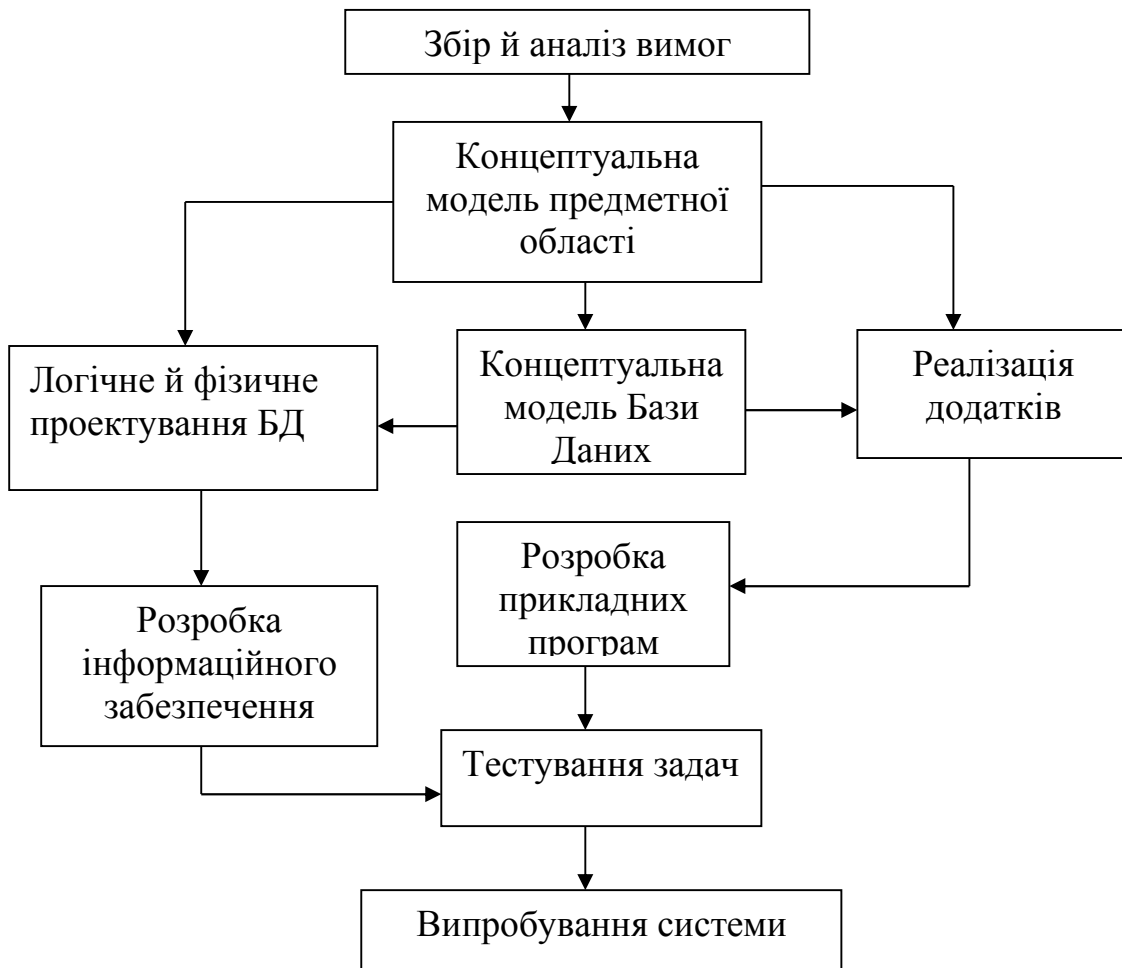 Збір й аналіз вимог
Концептуальна
модель предметної
області
Логічне й фізичне
проектування БД
Концептуальна
модель Бази
Даних
Реалізація
додатків
Розробка
прикладних
програм
Розробка
інформаційного
забезпечення
Тестування задач
Випробування системи